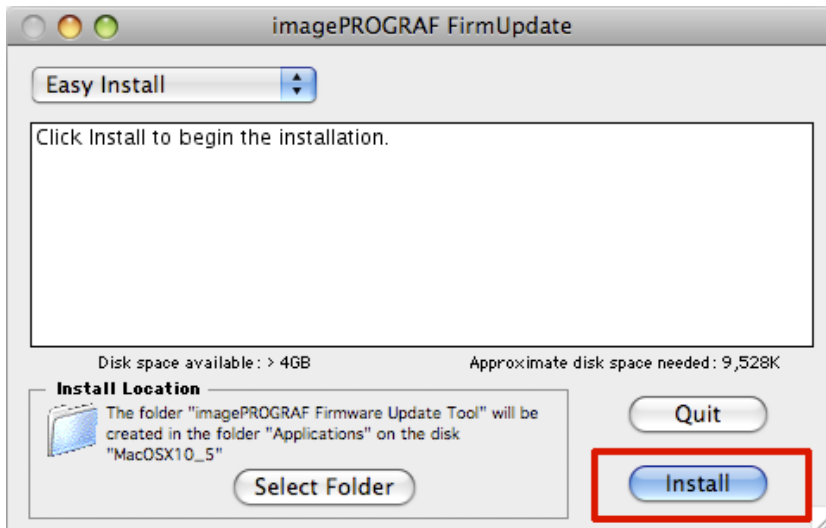 imagePROGRAF FirmUpdate
Easy Install
Click Install to begin the installation.
Disk space available: > 4GB
Approximate disk space needed: 9,528K
Install Location
The folder "imagePROGRAF Firmware Update Tool" will be
created in the folder "Applications" on the disk
"MacOSX10_5"
Select Folder
Quit
Install